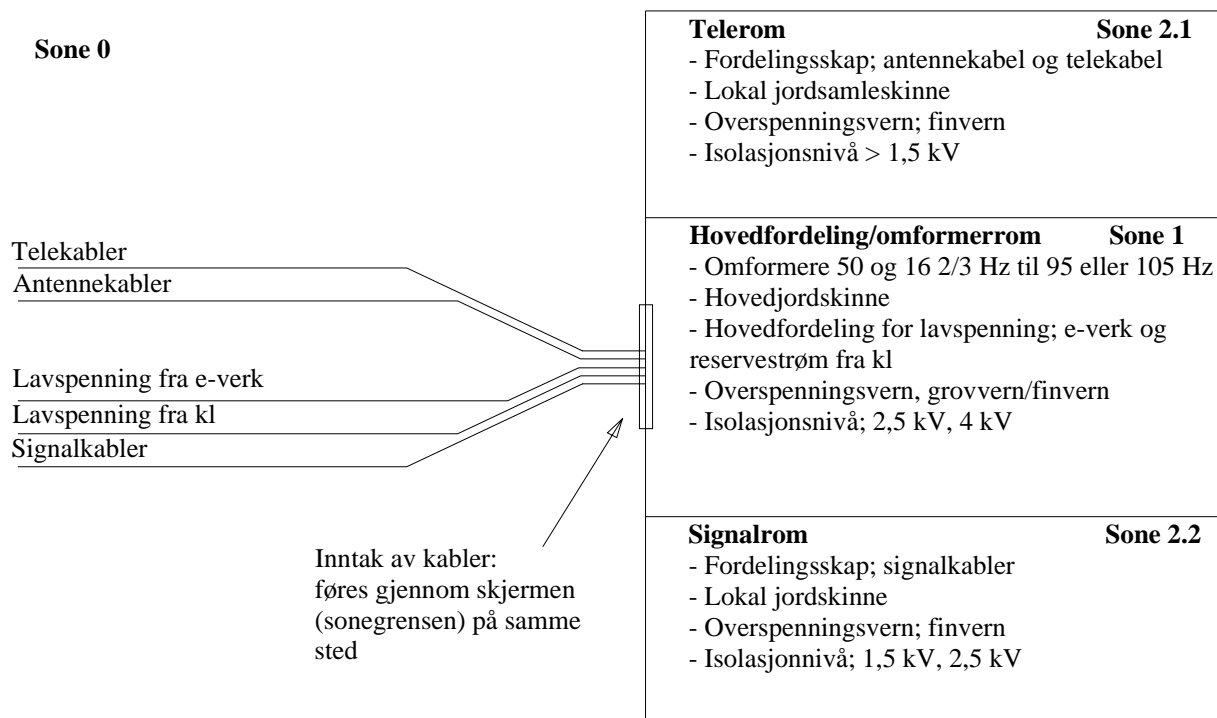 Sone 0
Telerom Sone 2.1
- Fordelingsskap; antennekabel og telekabel
- Lokal jordsamleskinne
- Overspenningsvern; finvern
- Isolasjonsnivå > 1,5 kV
Telekabler
Antennekabler
Lavspenning fra e-verk
Lavspenning fra kl
Signalkabler
Hovedfordeling/omformerrom Sone 1
- Omformere 50 og 16 2/3 Hz til 95 eller 105 Hz
- Hovedjordskinne
- Hovedfordeling for lavspenning; e-verk og
reservestrøm fra kl
- Overspenningsvern, grovvern/finvern
- Isolasjonsnivå; 2,5 kV, 4 kV
Inntak av kabler:
føres gjennom skjermen
(sonegrensen) på samme
sted
Signalrom Sone 2.2
- Fordelingsskap; signalkabler
- Lokal jordskinne
- Overspenningsvern; finvern
- Isolasjonnivå; 1,5 kV, 2,5 kV